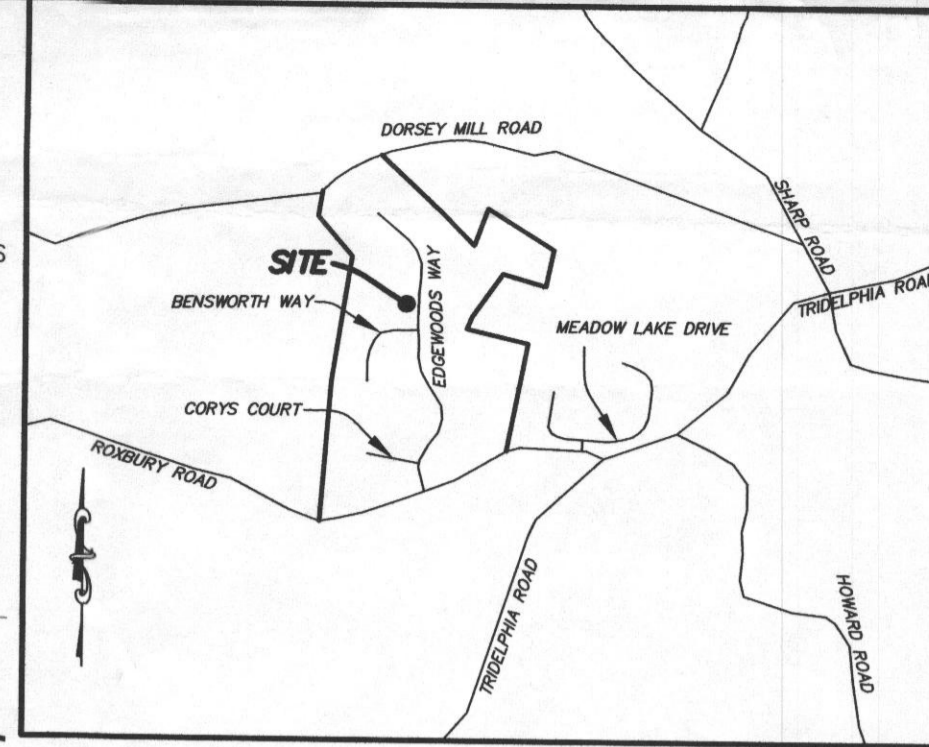 DORSEY MILL ROAD
SHARP ROAD
SITE
EDGEWOODS WAY
TRIDELPHIA ROAD
BENSWORTH WAY
MEADOW LAKE DRIVE
CORYS COURT
ROXBURY ROAD
TRIDELPHIA ROAD
HOWARD ROAD